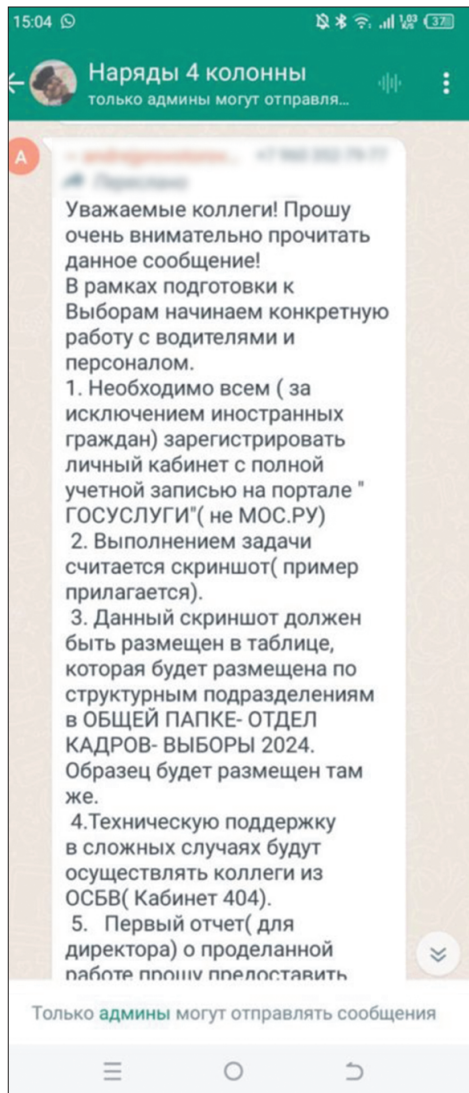 15:04
1,03
К/с
37
Наряды 4 колонны
только админы могут отправля...
А
Переслано
Уважаемые коллеги! Прошу
очень внимательно прочитать
данное сообщение!
В рамках подготовки к
Выборам начинаем конкретную
работу с водителями и
персоналом.
1. Необходимо всем ( за
исключением иностранных
граждан) зарегистрировать
личный кабинет с полной
учетной записью на портале "
ГОСУСЛУГИ"( не МОС.РУ)
2. Выполнением задачи
считается скриншот( пример
прилагается).
3. Данный скриншот должен
быть размещен в таблице,
которая будет размещена по
структурным подразделениям
в ОБЩЕЙ ПАПКЕ- ОТДЕЛ
КАДРОВ- ВЫБОРЫ 2024.
Образец будет размещен там
же.
4.Техническую поддержку
в сложных случаях будут
осуществлять коллеги из
ОСБВ( Кабинет 404).
5. Первый отчет( для
директора) о проделанной
работе прошу предоставить
Только админы могут отправлять сообщения